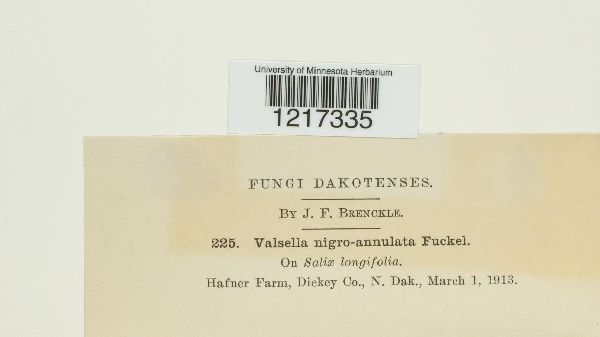 University of Minnesota Herbarium
1217335
FUNGI DAKOTENSES.
By J. F. Brenckle.
225. Valsella nigro-annulata Fuckel.
On Salix longifolia.
Hafner Farm, Dickey Co., N. Dak., March 1, 1913.